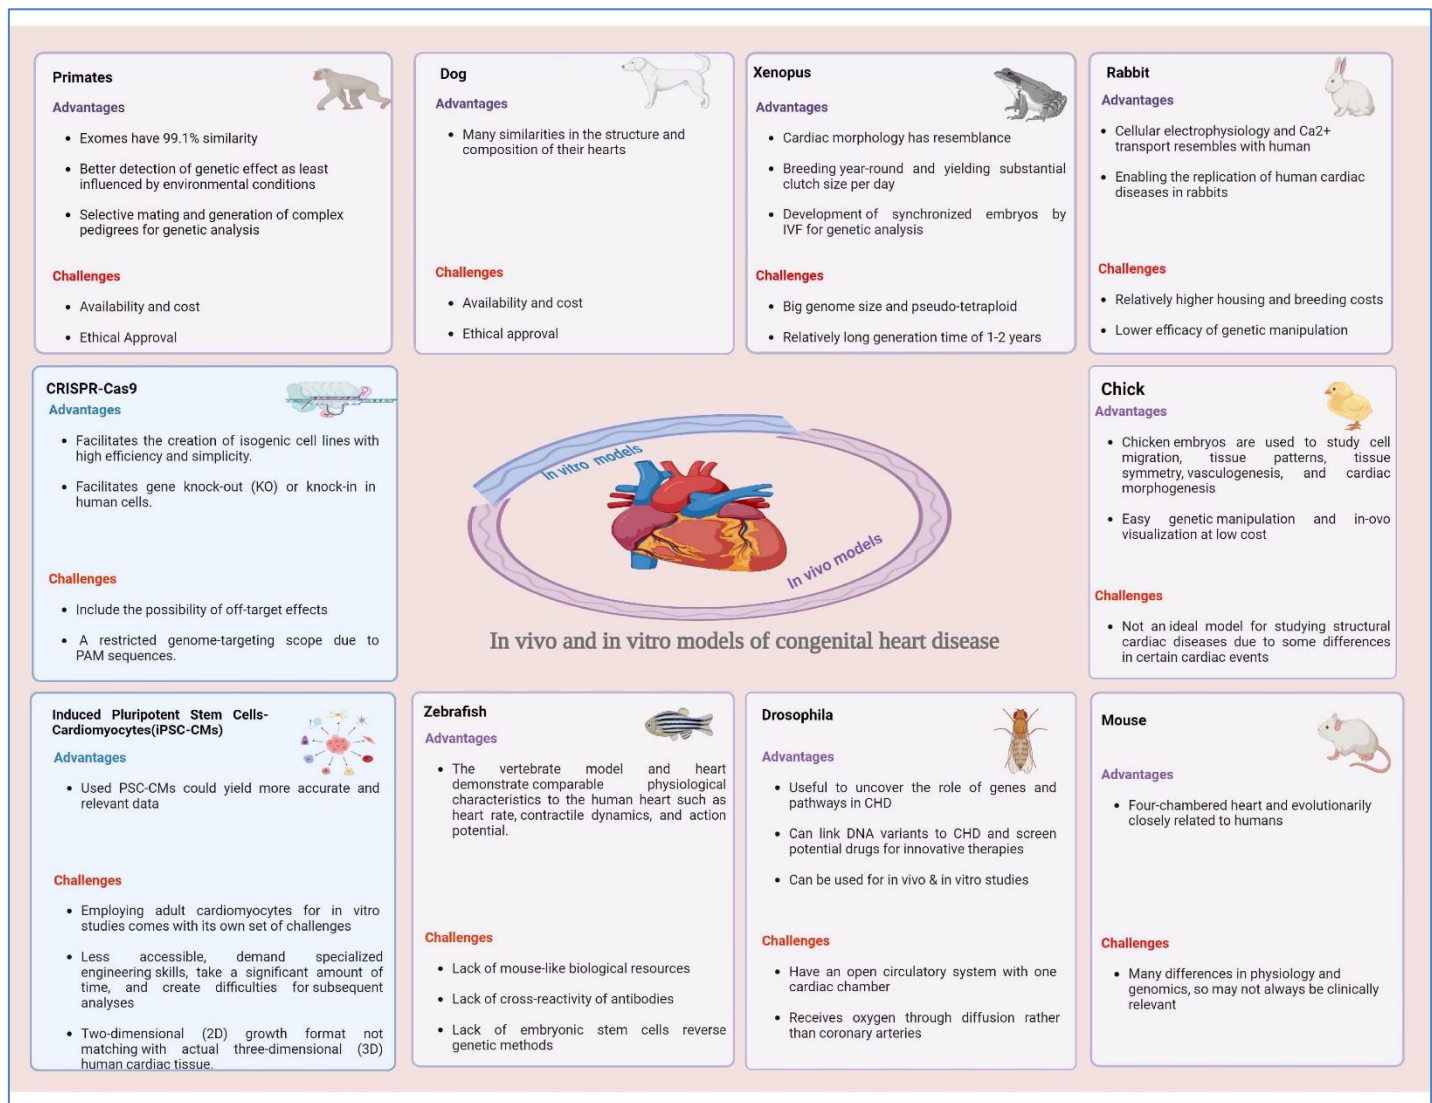 Primates
Advantages
• Exomes have 99.1% similarity
• Better detection of genetic effect as least
influenced by environmental conditions
• Selective mating and generation of complex
pedigrees for genetic analysis
Challenges
• Availability and cost
• Ethical Approval
Dog
Advantages
• Many similarities in the structure and
composition of their hearts
Challenges
• Availability and cost
• Ethical approval
Xenopus
Advantages
• Cardiac morphology has resemblance
• Breeding year-round and yielding substantial
clutch size per day
• Development of synchronized embryos by
IVF for genetic analysis
Challenges
• Big genome size and pseudo-tetraploid
• Relatively long generation time of 1-2 years
Rabbit
Advantages
• Cellular electrophysiology and Ca2+
transport resembles with human
• Enabling the replication of human cardiac
diseases in rabbits
Challenges
• Relatively higher housing and breeding costs
• Lower efficacy of genetic manipulation
CRISPR-Cas9
Advantages
• Facilitates the creation of isogenic cell lines with
high efficiency and simplicity.
• Facilitates gene knock-out (KO) or knock-in in
human cells.
Challenges
• Include the possibility of off-target effects
• A restricted genome-targeting scope due to
PAM sequences.
In vitro models
In vivo models
In vivo and in vitro models of congenital heart disease
Chick
Advantages
• Chicken embryos are used to study cell
migration, tissue patterns, tissue
symmetry, vasculogenesis, and cardiac
morphogenesis
• Easy genetic manipulation and in-ovo
visualization at low cost
Challenges
• Not an ideal model for studying structural
cardiac diseases due to some differences
in certain cardiac events
Induced Pluripotent Stem Cells-
Cardiomyocytes(iPSC-CMs)
Advantages
• Used PSC-CMs could yield more accurate and
relevant data
Challenges
• Employing adult cardiomyocytes for in vitro
studies comes with its own set of challenges
• Less accessible, demand specialized
engineering skills, take a significant amount of
time, and create difficulties for subsequent
analyses
• Two-dimensional (2D) growth format not
matching with actual three-dimensional (3D)
human cardiac tissue.
Zebrafish
Advantages
• The vertebrate model and heart
demonstrate comparable physiological
characteristics to the human heart such as
heart rate, contractile dynamics, and action
potential.
Challenges
• Lack of mouse-like biological resources
• Lack of cross-reactivity of antibodies
• Lack of embryonic stem cells reverse
genetic methods
Drosophila
Advantages
• Useful to uncover the role of genes and
pathways in CHD
• Can link DNA variants to CHD and screen
potential drugs for innovative therapies
• Can be used for in vivo & in vitro studies
Challenges
• Have an open circulatory system with one
cardiac chamber
• Receives oxygen through diffusion rather
than coronary arteries
Mouse
Advantages
• Four-chambered heart and evolutionarily
closely related to humans
Challenges
• Many differences in physiology and
genomics, so may not always be clinically
relevant